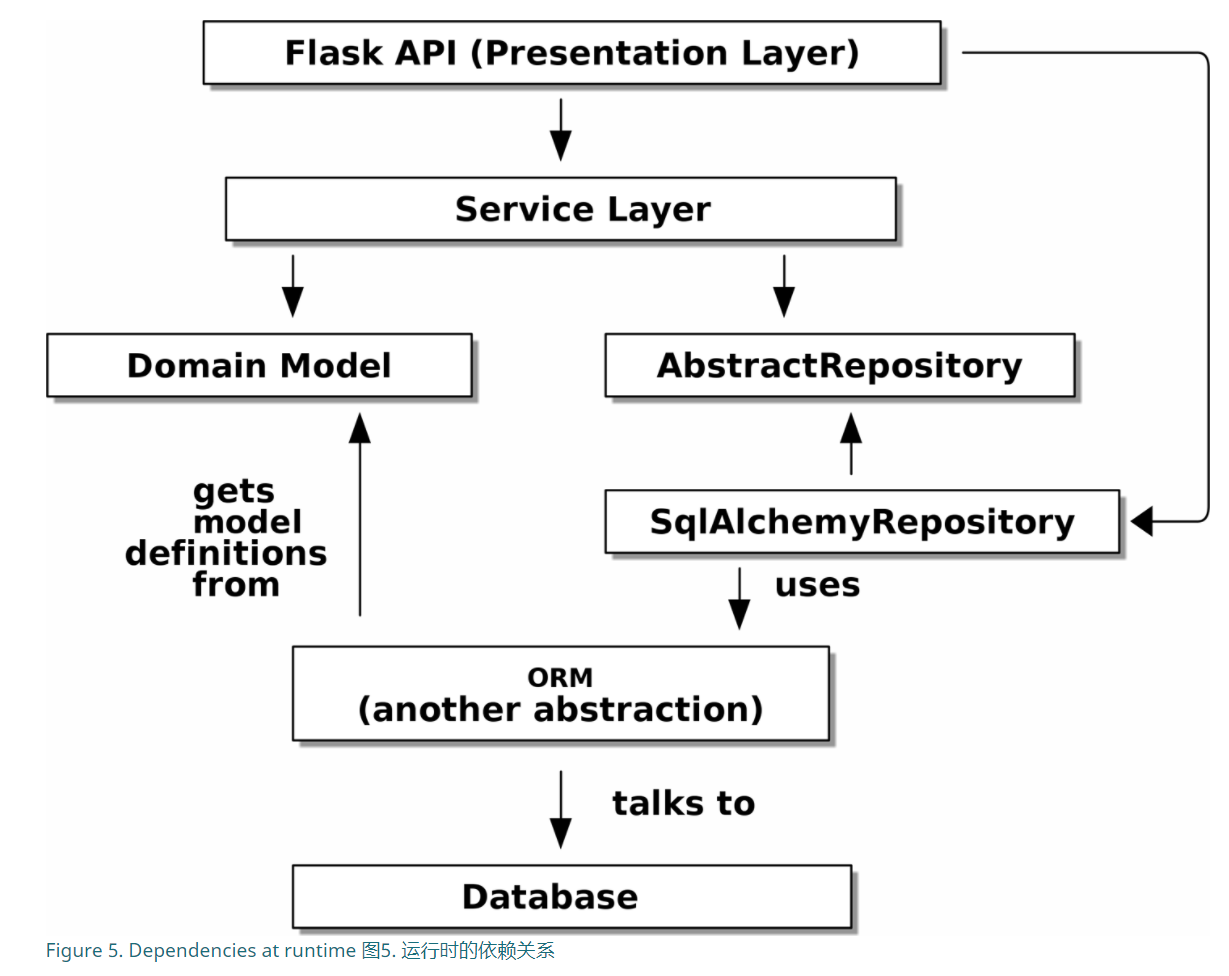 Flask API (Presentation Layer)
Service Layer
Domain Model
AbstractRepository
gets
model
definitions
from
SqlAlchemyRepository
uses
ORM
(another abstraction)
talks to
Database
Figure 5. Dependencies at runtime 图5. 运行时的依赖关系